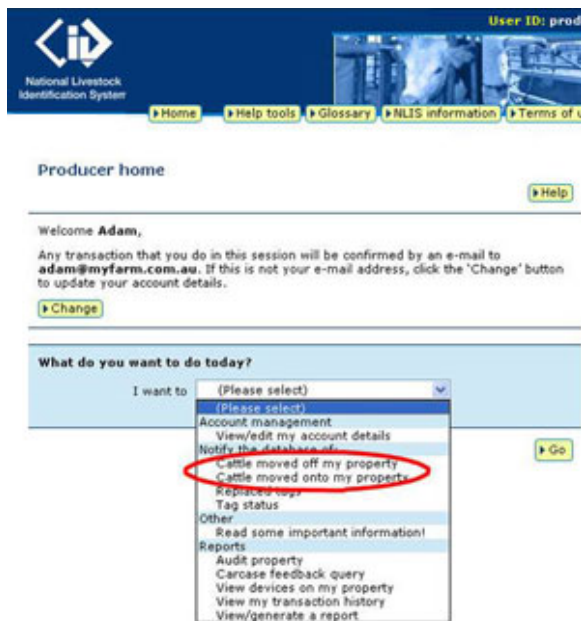 User ID: prod
National Livestock
Identification System
Home
Help tools
Glossary
NLIS information
Terms of u
Producer home
Help
Welcome Adam,
Any transaction that you do in this session will be confirmed by an e-mail to
adam@myfarm.com.au. If this is not your e-mail address, click the 'Change' button
to update your account details.
Change
What do you want to do today?
I want to (Please select)
(Please select)
Account management
View/edit my account details
Notify the database of:
Cattle moved off my property
Cattle moved onto my property
Replaced tags
Tag status
Other
Read some important information!
Reports
Audit property
Carcase feedback query
View devices on my property
View my transaction history
View/generate a report
Go